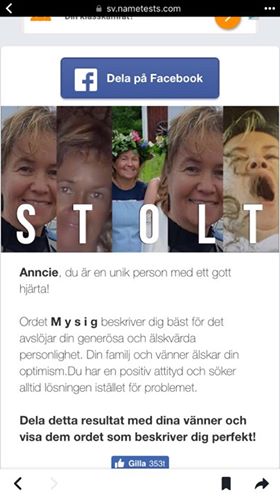 sv.nametests.com
Din klasskamrat?
Dela på Facebook
STOLT
Anncie, du är en unik person med ett gott
hjärta!
Ordet M y s i g beskriver dig bäst för det
avslöjar din generösa och älskvärda
personlighet. Din familj och vänner älskar din
optimism.Du har en positiv attityd och söker
alltid lösningen istället för problemet.
Dela detta resultat med dina vänner och
visa dem ordet som beskriver dig perfekt!
Gilla 353t